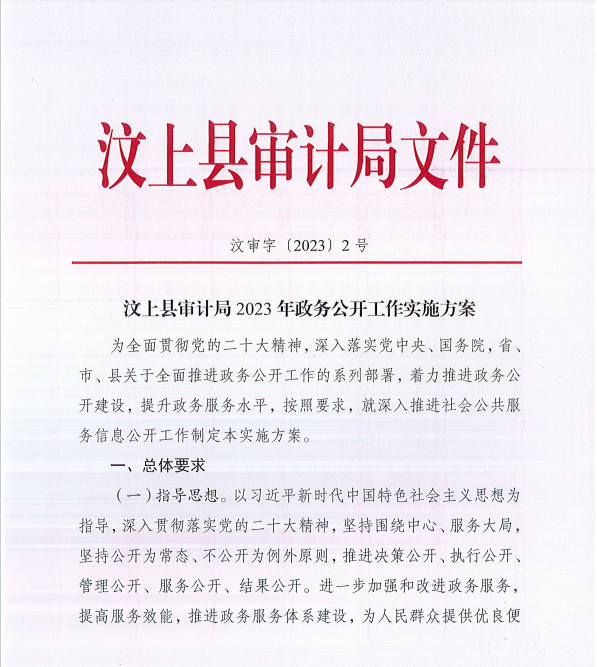 汶上县审计局文件
汶审字〔2023〕2号
汶上县审计局2023年政务公开工作实施方案
为全面贯彻党的二十大精神，深入落实党中央、国务院，省、
市、县关于全面推进政务公开工作的系列部署，着力推进政务公
开建设，提升政务服务水平，按照要求，就深入推进社会公共服
务信息公开工作制定本实施方案。
一、总体要求
（一）指导思想。以习近平新时代中国特色社会主义思想为
指导，深入贯彻落实党的二十大精神，坚持围绕中心、服务大局，
坚持公开为常态、不公开为例外原则，推进决策公开、执行公开、
管理公开、服务公开、结果公开。进一步加强和改进政务服务，
提高服务效能，推进政务服务体系建设，为人民群众提供优良便